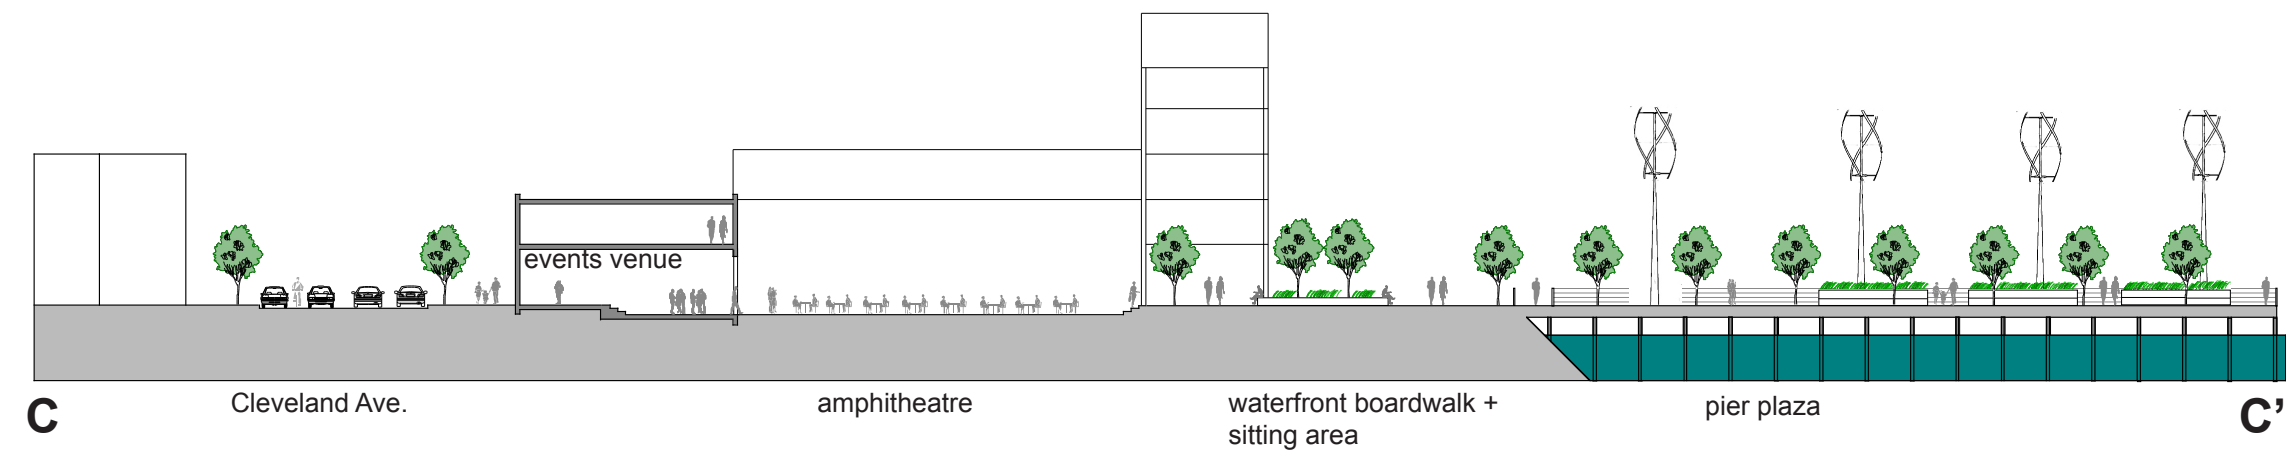 events venue
Cleveland Ave.
amphitheatre
waterfront boardwalk +
sitting area
pier plaza
C
C’